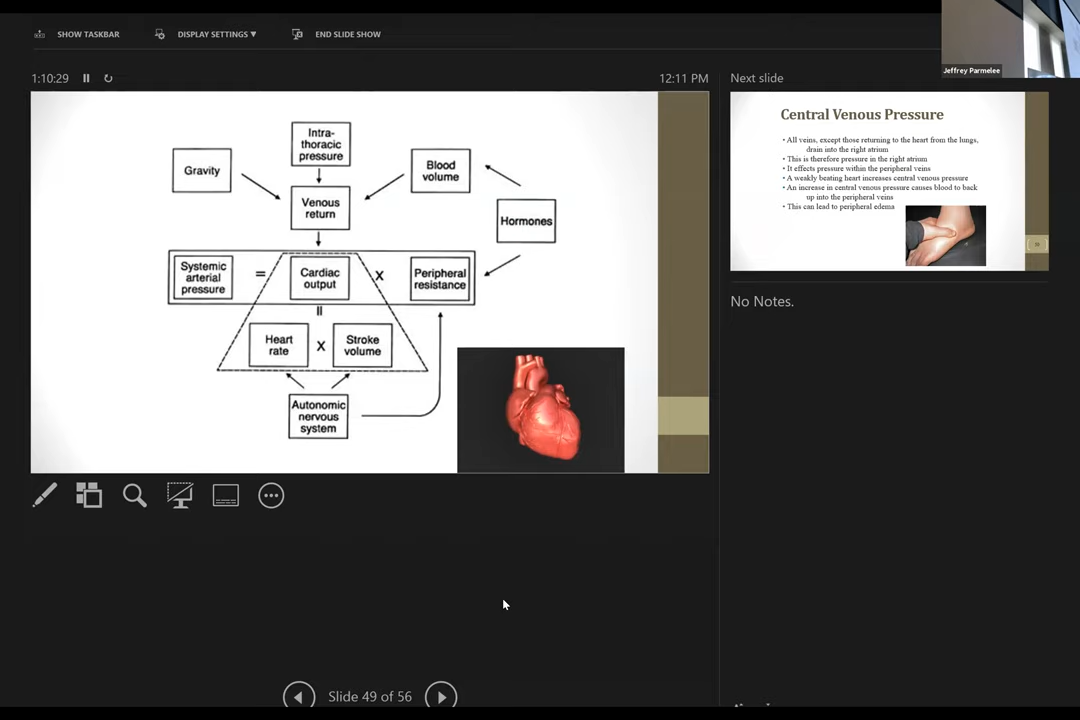 SHOW TASKBAR
DISPLAY SETTINGS ▼
END SLIDE SHOW
Jeffrey Parmelee
1:10:29
12:11 PM
Next slide
Intra-
thoracic
pressure
Gravity
Blood
volume
Venous
return
Hormones
Systemic
arterial
pressure
=
Cardiac
output
X
Peripheral
resistance
=
Heart
rate
X
Stroke
volume
Autonomic
nervous
system
Central Venous Pressure
• All veins, except those returning to the heart from the lungs,
drain into the right atrium
• This is therefore pressure in the right atrium
• It effects pressure within the peripheral veins
• A weakly beating heart increases central venous pressure
• An increase in central venous pressure causes blood to back
up into the peripheral veins
• This can lead to peripheral edema
No Notes.
Slide 49 of 56